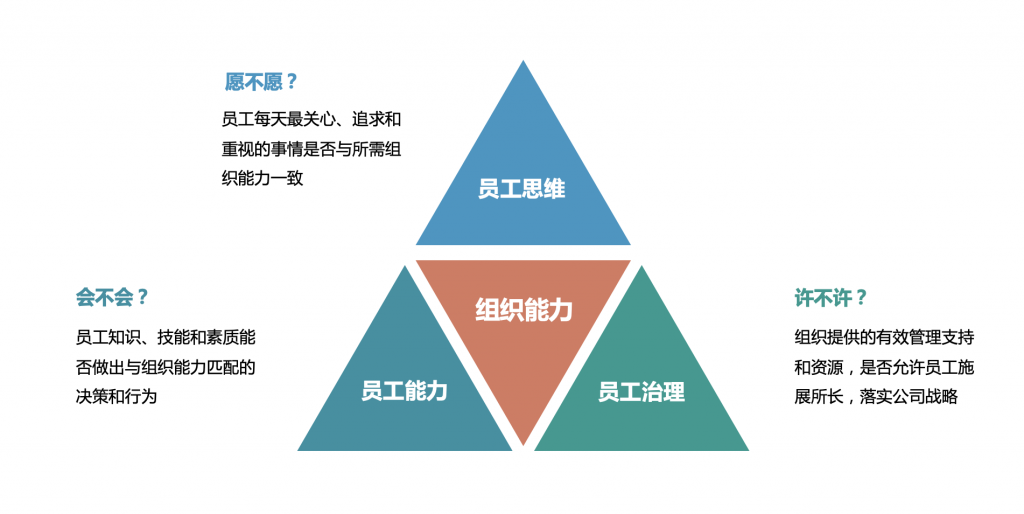 愿不愿？
员工每天最关心、追求和
重视的事情是否与所需组
织能力一致
员工思维
会不会？
员工知识、技能和素质能
否做出与组织能力匹配的
决策和行为
组织能力
许不许？
组织提供的有效管理支持
和资源，是否允许员工施
展所长，落实公司战略
员工能力
员工治理